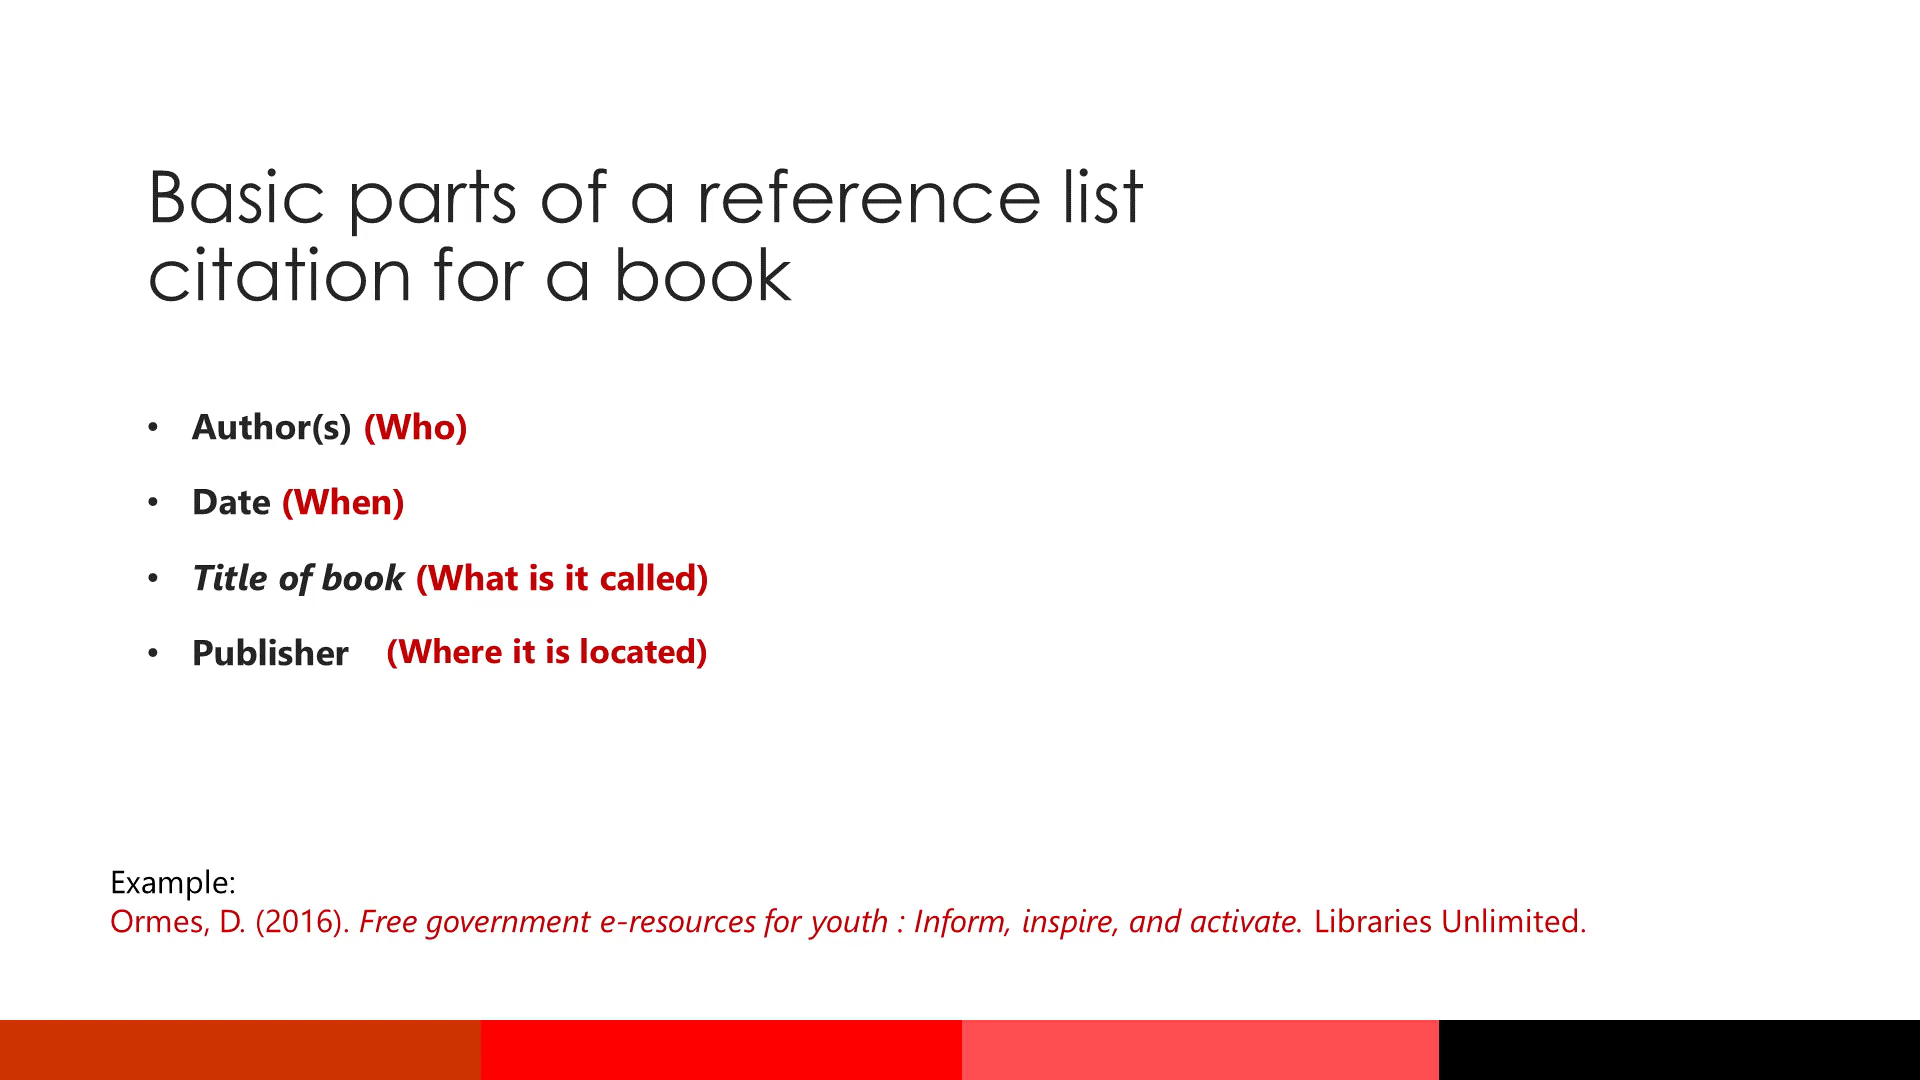 Basic parts of a reference list
citation for a book
• Author(s) (Who)
• Date (When)
• Title of book (What is it called)
• Publisher (Where it is located)
Example:
Ormes, D. (2016). Free government e-resources for youth : Inform, inspire, and activate. Libraries Unlimited.